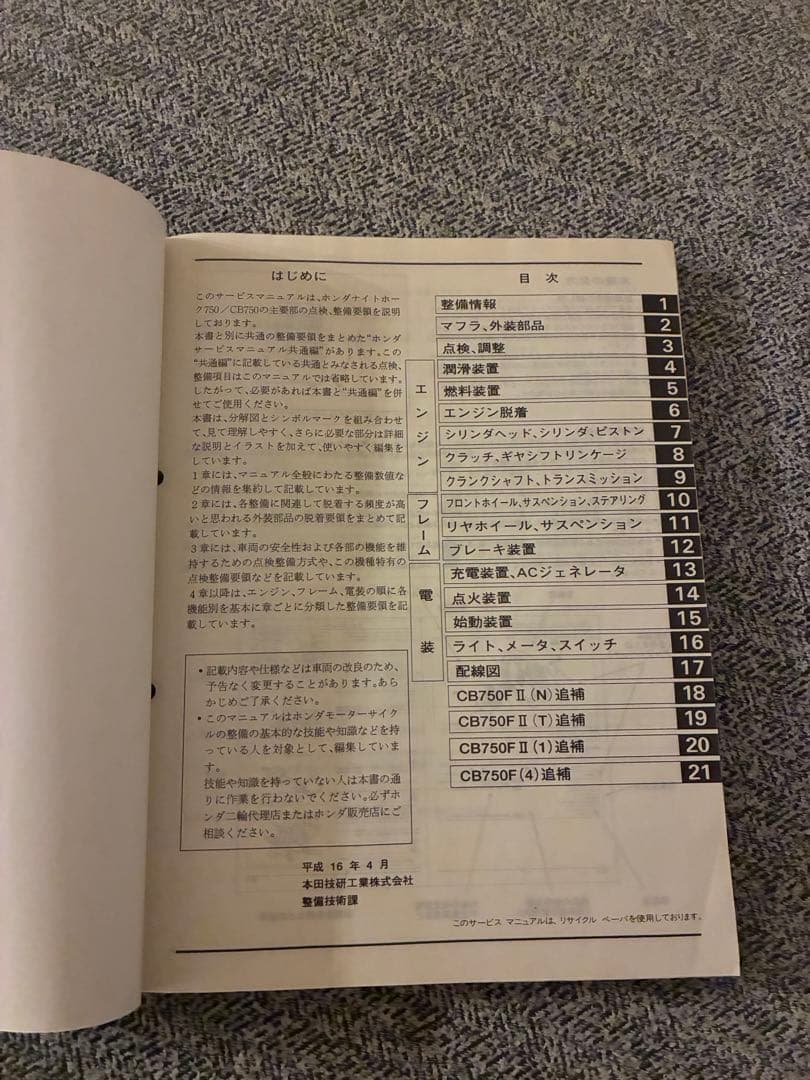 はじめに
このサービスマニュアルは、ホンダナイトホー
ク750／CB750の主要部の点検、整備要領を説明
しております。
本書と別に共通の整備要領をまとめた“ホンダ
サービスマニュアル共通編”があります。この
“共通編”に記載している共通とみなされる点検、
整備項目はこのマニュアルでは省略しています。
したがって、必要があれば本書と“共通編”を併
せてご使用ください。
本書は、分解図とシンボルマークを組み合わせ
て、見て理解しやすく、さらに必要な部分は詳細
な説明とイラストを加えて、使いやすく編集を
しています。
1章には、マニュアル全般にわたる整備数値な
どの情報を集約して記載しています。
2章には、各整備に関連して脱着する頻度が高
いと思われる外装部品の脱着要領をまとめて記
載しています。
3章には、車両の安全性および各部の機能を維
持するための点検整備方式や、この機種特有の
点検整備要領などを記載しています。
4章以降は、エンジン、フレーム、電装の順に各
機能別を基本に章ごとに分類した整備要領を記
載しています。
・記載内容や仕様などは車両の改良のため、
予告なく変更することがあります。あら
かじめご了承ください。
・このマニュアルはホンダモーターサイク
ルの整備の基本的な技能や知識などを持
っている人を対象として、編集していま
す。
技能や知識を持っていない人は本書の通
りに作業を行わないでください。必ずホ
ンダ二輪代理店またはホンダ販売店にご
相談ください。
平成 16 年 4 月
本田技研工業株式会社
整備技術課
目 次
整備情報 1
マフラ、外装部品 2
点検、調整 3
エンジン
潤滑装置 4
燃料装置 5
エンジン脱着 6
シリンダヘッド、シリンダ、ピストン 7
クラッチ、ギヤシフトリンケージ 8
クランクシャフト、トランスミッション 9
フレーム
フロントホイール、サスペンション、ステアリング 10
リヤホイール、サスペンション 11
ブレーキ装置 12
電装
充電装置、ACジェネレータ 13
点火装置 14
始動装置 15
ライト、メータ、スイッチ 16
配線図 17
CB750FⅡ(N)追補 18
CB750FⅡ(T)追補 19
CB750FⅡ(1)追補 20
CB750F(4)追補 21
このサービス マニュアルは、リサイクル ペーパを使用しております。